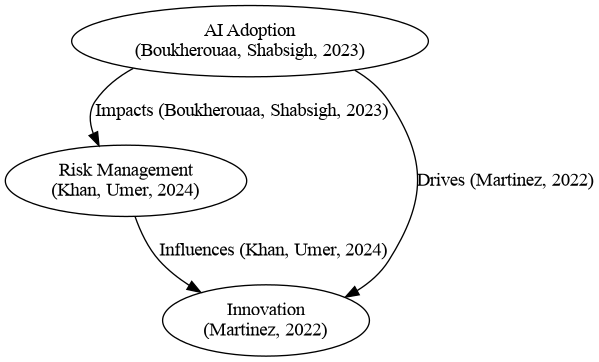 AI Adoption
(Boukherouaa, Shabsigh, 2023)
Impacts (Boukherouaa, Shabsigh, 2023)
Risk Management
(Khan, Umer, 2024)
Drives (Martinez, 2022)
Influences (Khan, Umer, 2024)
Innovation
(Martinez, 2022)